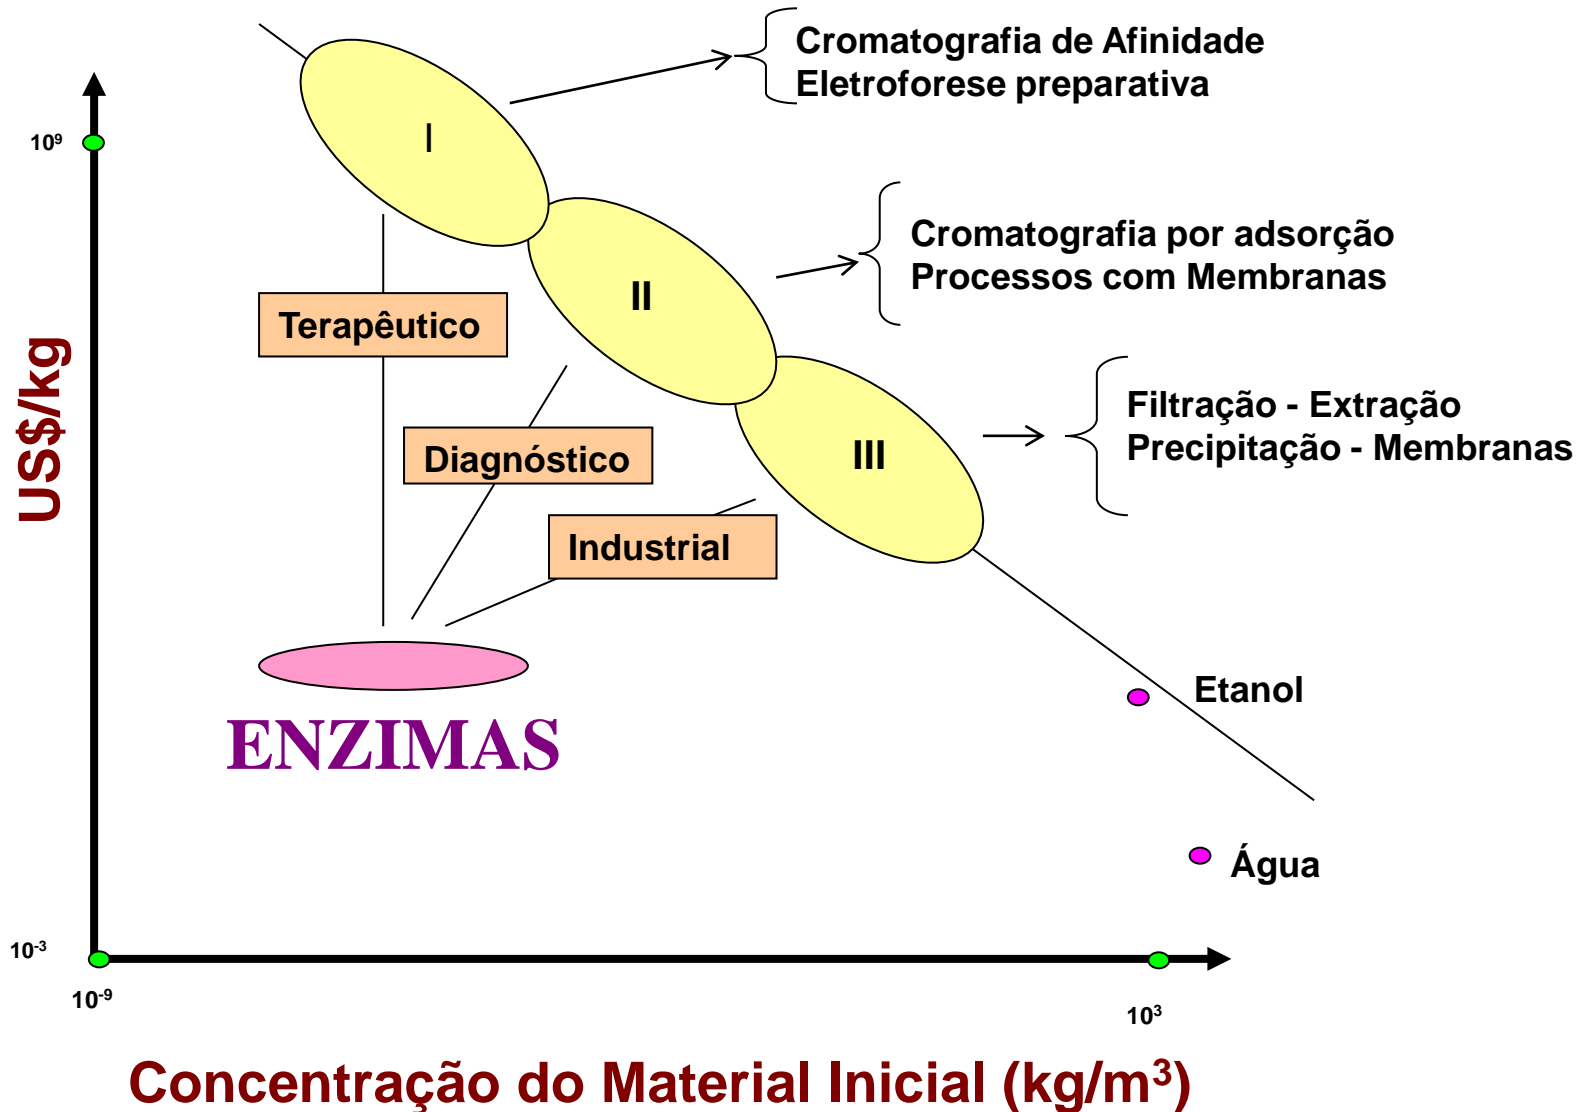 Cromatografia de Afinidade
Eletroforese preparativa
10⁹
I
Cromatografia por adsorção
Processos com Membranas
II
Terapêutico
US$/kg
Filtração - Extração
Precipitação - Membranas
III
Diagnóstico
Industrial
Etanol
ENZIMAS
Água
10⁻³
10⁻⁹
10³
Concentração do Material Inicial (kg/m³)